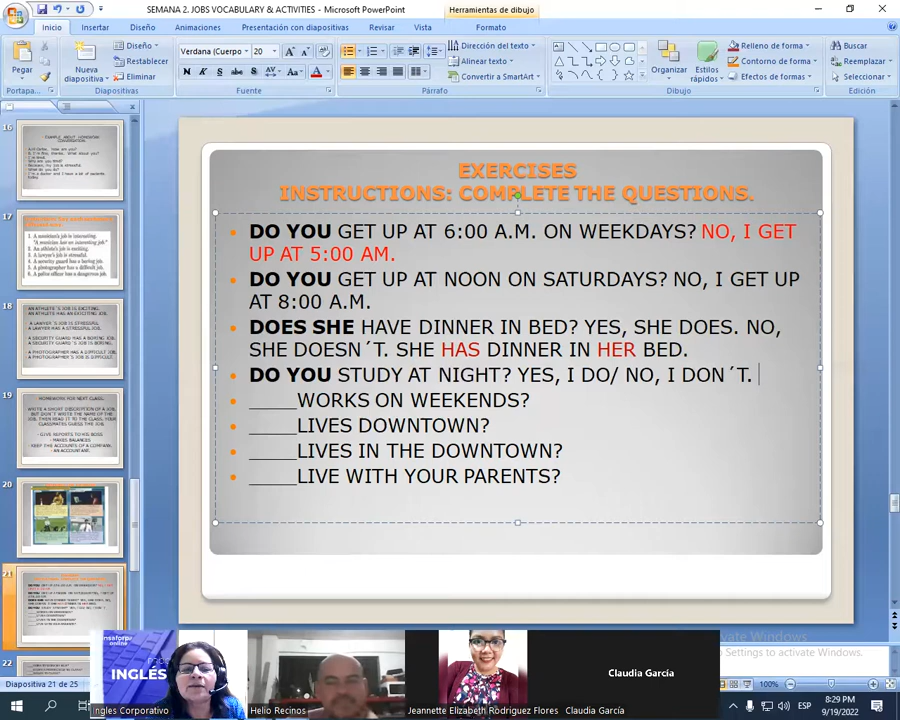 SEMANA 2. JOBS VOCABULARY & ACTIVITIES - Microsoft PowerPoint
Herramientas de dibujo
Inicio Insertar Diseño Animaciones Presentación con diapositivas Revisar Vista Formato
Pegar
Nueva diapositiva
Diseño
Restablecer
Eliminar
Verdana (Cuerpo 20
Dirección del texto
Alinear texto
Convertir a SmartArt
Organizar
Estilos rápidos
Relleno de forma
Contorno de forma
Efectos de formas
Buscar
Reemplazar
Seleccionar
Portapa... Diapositivas Fuente Párrafo Dibujo Edición
16
17
18
19
20
21
22
EXERCISES
INSTRUCTIONS: COMPLETE THE QUESTIONS.
DO YOU GET UP AT 6:00 A.M. ON WEEKDAYS? NO, I GET
UP AT 5:00 AM.
DO YOU GET UP AT NOON ON SATURDAYS? NO, I GET UP
AT 8:00 A.M.
DOES SHE HAVE DINNER IN BED? YES, SHE DOES. NO,
SHE DOESN´T. SHE HAS DINNER IN HER BED.
DO YOU STUDY AT NIGHT? YES, I DO/ NO, I DON´T.
____WORKS ON WEEKENDS?
____LIVES DOWNTOWN?
____LIVES IN THE DOWNTOWN?
____LIVE WITH YOUR PARENTS?
INGLÉS
Ingles Corporativo
Helio Recinos
Jeannette Elizabeth Rodriguez Flores
Claudia García
Claudia García
Settings to activate Windows.
Diapositiva 21 de 25
100%
ESP
8:29 PM
9/19/2022